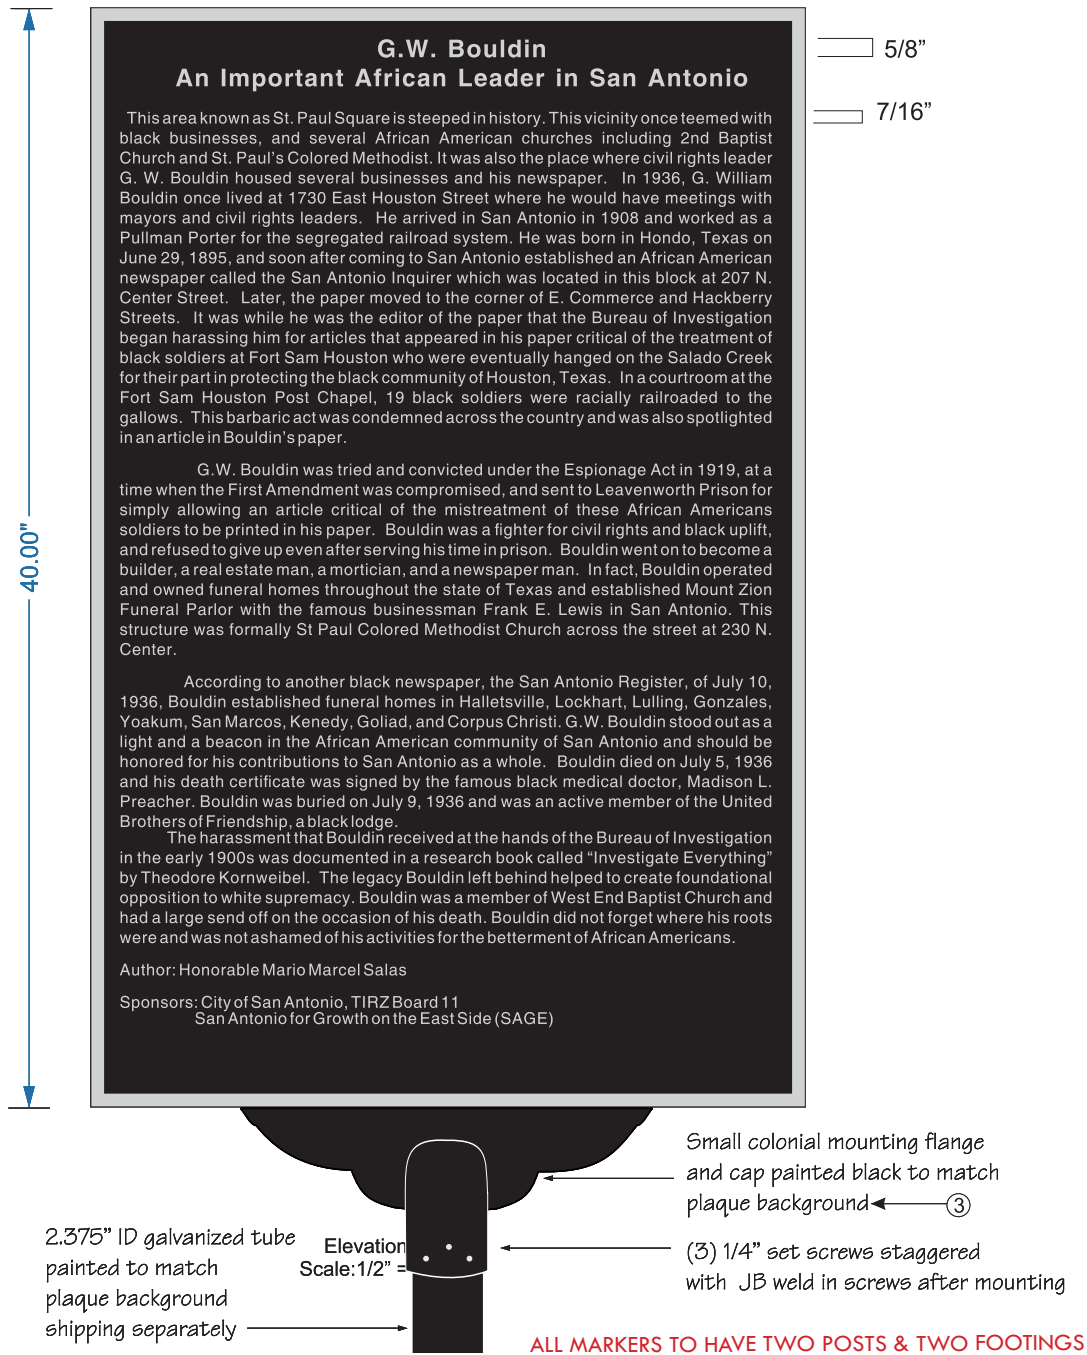 G.W. Bouldin
An Important African Leader in San Antonio
5/8”
7/16”
This area known as St. Paul Square is steeped in history. This vicinity once teemed with
black businesses, and several African American churches including 2nd Baptist
Church and St. Paul’s Colored Methodist. It was also the place where civil rights leader
G. W. Bouldin housed several businesses and his newspaper. In 1936, G. William
Bouldin once lived at 1730 East Houston Street where he would have meetings with
mayors and civil rights leaders. He arrived in San Antonio in 1908 and worked as a
Pullman Porter for the segregated railroad system. He was born in Hondo, Texas on
June 29, 1895, and soon after coming to San Antonio established an African American
newspaper called the San Antonio Inquirer which was located in this block at 207 N.
Center Street. Later, the paper moved to the corner of E. Commerce and Hackberry
Streets. It was while he was the editor of the paper that the Bureau of Investigation
began harassing him for articles that appeared in his paper critical of the treatment of
black soldiers at Fort Sam Houston who were eventually hanged on the Salado Creek
for their part in protecting the black community of Houston, Texas. In a courtroom at the
Fort Sam Houston Post Chapel, 19 black soldiers were racially railroaded to the
gallows. This barbaric act was condemned across the country and was also spotlighted
in an article in Bouldin’s paper.
G.W. Bouldin was tried and convicted under the Espionage Act in 1919, at a
time when the First Amendment was compromised, and sent to Leavenworth Prison for
simply allowing an article critical of the mistreatment of these African Americans
soldiers to be printed in his paper. Bouldin was a fighter for civil rights and black uplift,
and refused to give up even after serving his time in prison. Bouldin went on to become a
builder, a real estate man, a mortician, and a newspaper man. In fact, Bouldin operated
and owned funeral homes throughout the state of Texas and established Mount Zion
Funeral Parlor with the famous businessman Frank E. Lewis in San Antonio. This
structure was formally St Paul Colored Methodist Church across the street at 230 N.
Center.
According to another black newspaper, the San Antonio Register, of July 10,
1936, Bouldin established funeral homes in Halletsville, Lockhart, Lulling, Gonzales,
Yoakum, San Marcos, Kenedy, Goliad, and Corpus Christi. G.W. Bouldin stood out as a
light and a beacon in the African American community of San Antonio and should be
honored for his contributions to San Antonio as a whole. Bouldin died on July 5, 1936
and his death certificate was signed by the famous black medical doctor, Madison L.
Preacher. Bouldin was buried on July 9, 1936 and was an active member of the United
Brothers of Friendship, a black lodge.
The harassment that Bouldin received at the hands of the Bureau of Investigation
in the early 1900s was documented in a research book called “Investigate Everything”
by Theodore Kornweibel. The legacy Bouldin left behind helped to create foundational
opposition to white supremacy. Bouldin was a member of West End Baptist Church and
had a large send off on the occasion of his death. Bouldin did not forget where his roots
were and was not ashamed of his activities for the betterment of African Americans.
Author: Honorable Mario Marcel Salas
Sponsors: City of San Antonio, TIRZ Board 11
San Antonio for Growth on the East Side (SAGE)
40.00"
Small colonial mounting flange
and cap painted black to match
plaque background
3
2.375” ID galvanized tube
painted to match
plaque background
shipping separately
Elevation
Scale:1/2” =
(3) 1/4” set screws staggered
with JB weld in screws after mounting
ALL MARKERS TO HAVE TWO POSTS & TWO FOOTINGS